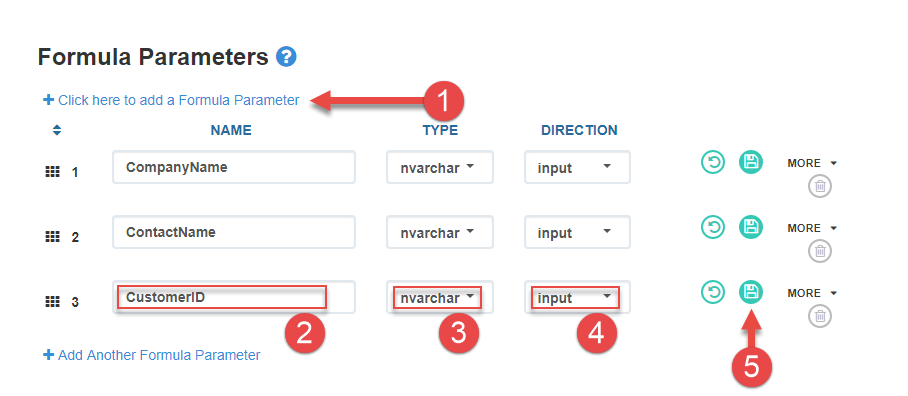 Formula Parameters ?
+ Click here to add a Formula Parameter 1
NAME TYPE DIRECTION
1 CompanyName nvarchar input MORE
2 ContactName nvarchar input MORE
3 CustomerID nvarchar input MORE
2 3 4
+ Add Another Formula Parameter
5